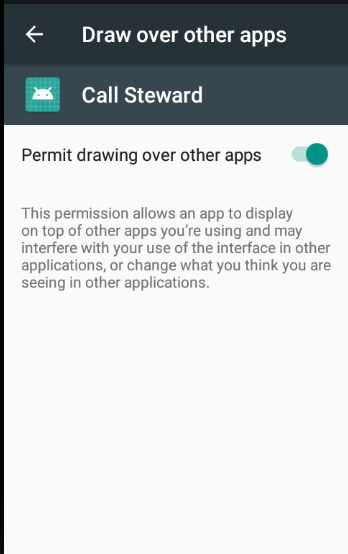 Draw over other apps
Call Steward
Permit drawing over other apps
This permission allows an app to display
on top of other apps you're using and may
interfere with your use of the interface in other
applications, or change what you think you are
seeing in other applications.